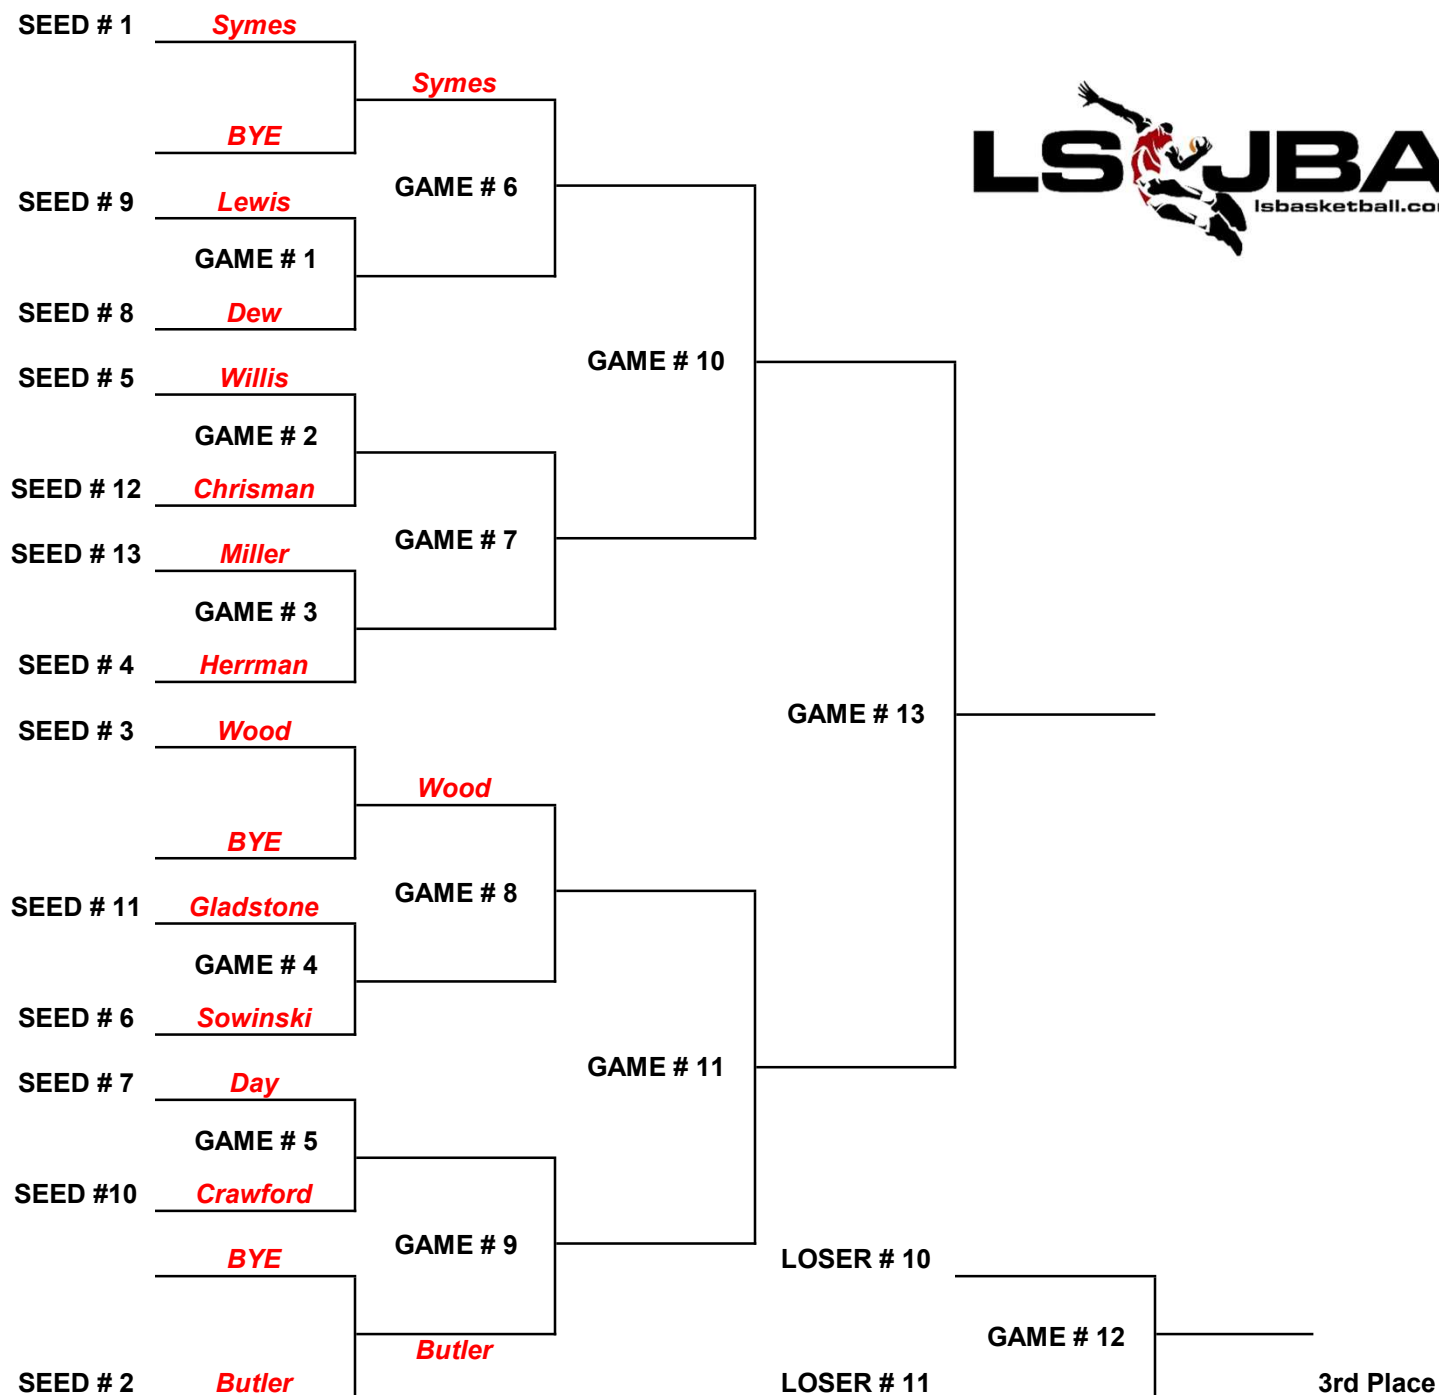 SEED # 1 Symes
Symes
BYE
LS JBA
lsbasketball.com
GAME # 6
SEED # 9 Lewis
GAME # 1
SEED # 8 Dew
GAME # 10
SEED # 5 Willis
GAME # 2
SEED # 12 Chrisman
GAME # 7
SEED # 13 Miller
GAME # 3
SEED # 4 Herrman
GAME # 13
SEED # 3 Wood
Wood
BYE
GAME # 8
SEED # 11 Gladstone
GAME # 4
SEED # 6 Sowinski
GAME # 11
SEED # 7 Day
GAME # 5
SEED #10 Crawford
GAME # 9
BYE
LOSER # 10
GAME # 12
Butler
SEED # 2 Butler
LOSER # 11
3rd Place